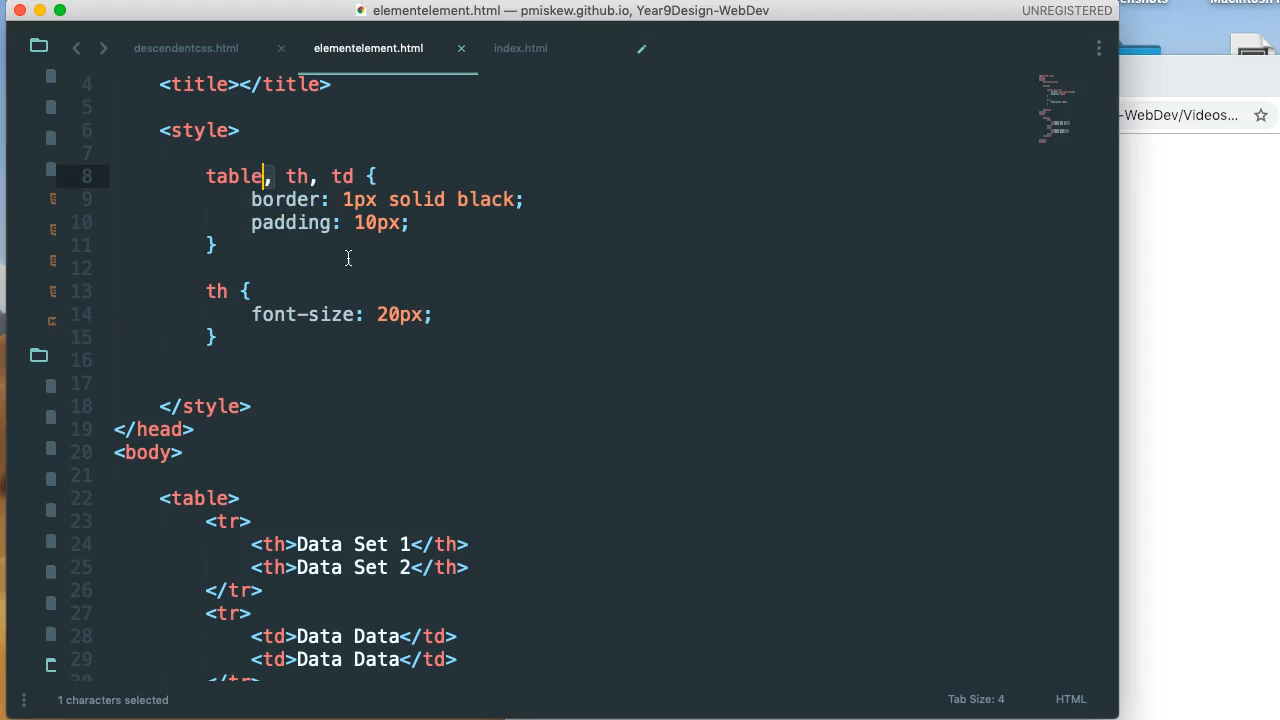 eenshots
Macintosh
elementelement.html — pmiskew.github.io, Year9Design-WebDev
UNREGISTERED
descendentcss.html
elementelement.html
index.html
-WebDev/Videos...
4 <title></title>
5
6 <style>
7
8 table, th, td {
9 border: 1px solid black;
10 padding: 10px;
11 }
12
13 th {
14 font-size: 20px;
15 }
16
17
18 </style>
19 </head>
20 <body>
21
22 <table>
23 <tr>
24 <th>Data Set 1</th>
25 <th>Data Set 2</th>
26 </tr>
27 <tr>
28 <td>Data Data</td>
29 <td>Data Data</td>
30 </tr>
1 characters selected
Tab Size: 4
HTML